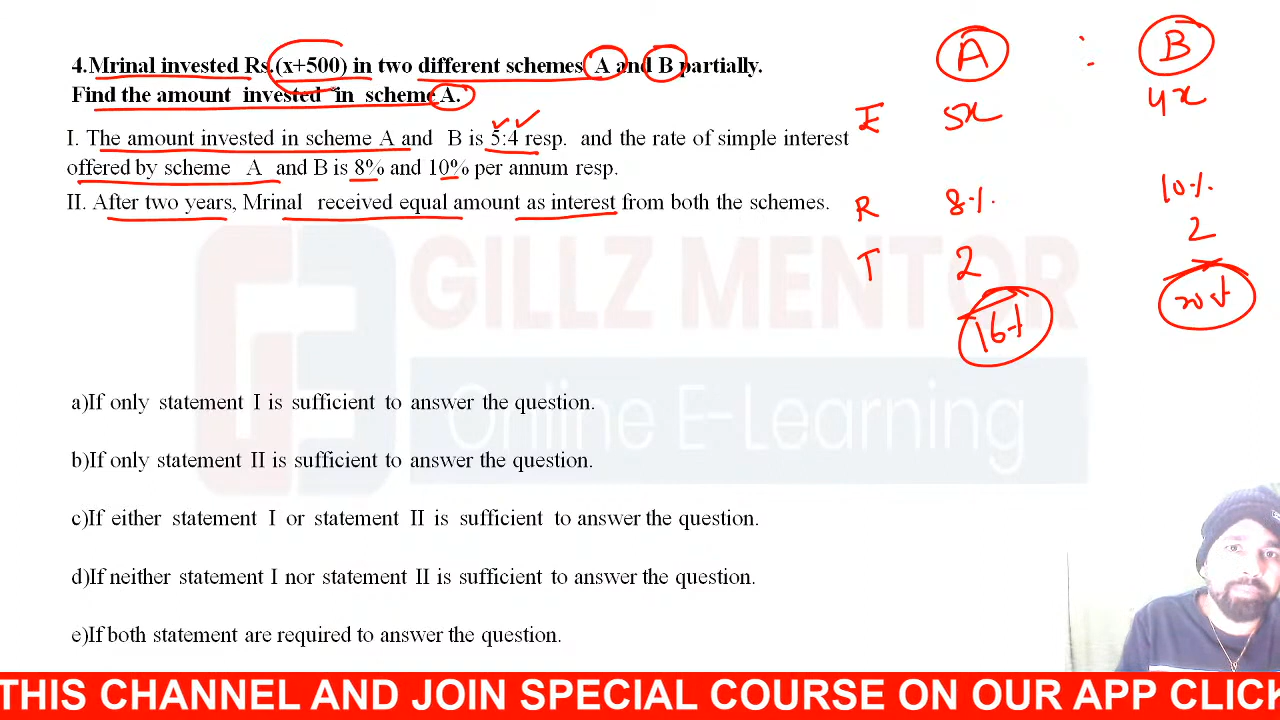 4.Mrinal invested Rs.(x+500) in two different schemes A and B partially.
Find the amount invested in scheme A.
I. The amount invested in scheme A and B is 5:4 resp. and the rate of simple interest
offered by scheme A and B is 8% and 10% per annum resp.
II. After two years, Mrinal received equal amount as interest from both the schemes.
A : B
5x 4x
R 8% 10%
T 2 2
16%
GILLZ MENTOR
Online E-Learning
a)If only statement I is sufficient to answer the question.
b)If only statement II is sufficient to answer the question.
c)If either statement I or statement II is sufficient to answer the question.
d)If neither statement I nor statement II is sufficient to answer the question.
e)If both statement are required to answer the question.
THIS CHANNEL AND JOIN SPECIAL COURSE ON OUR APP CLICK